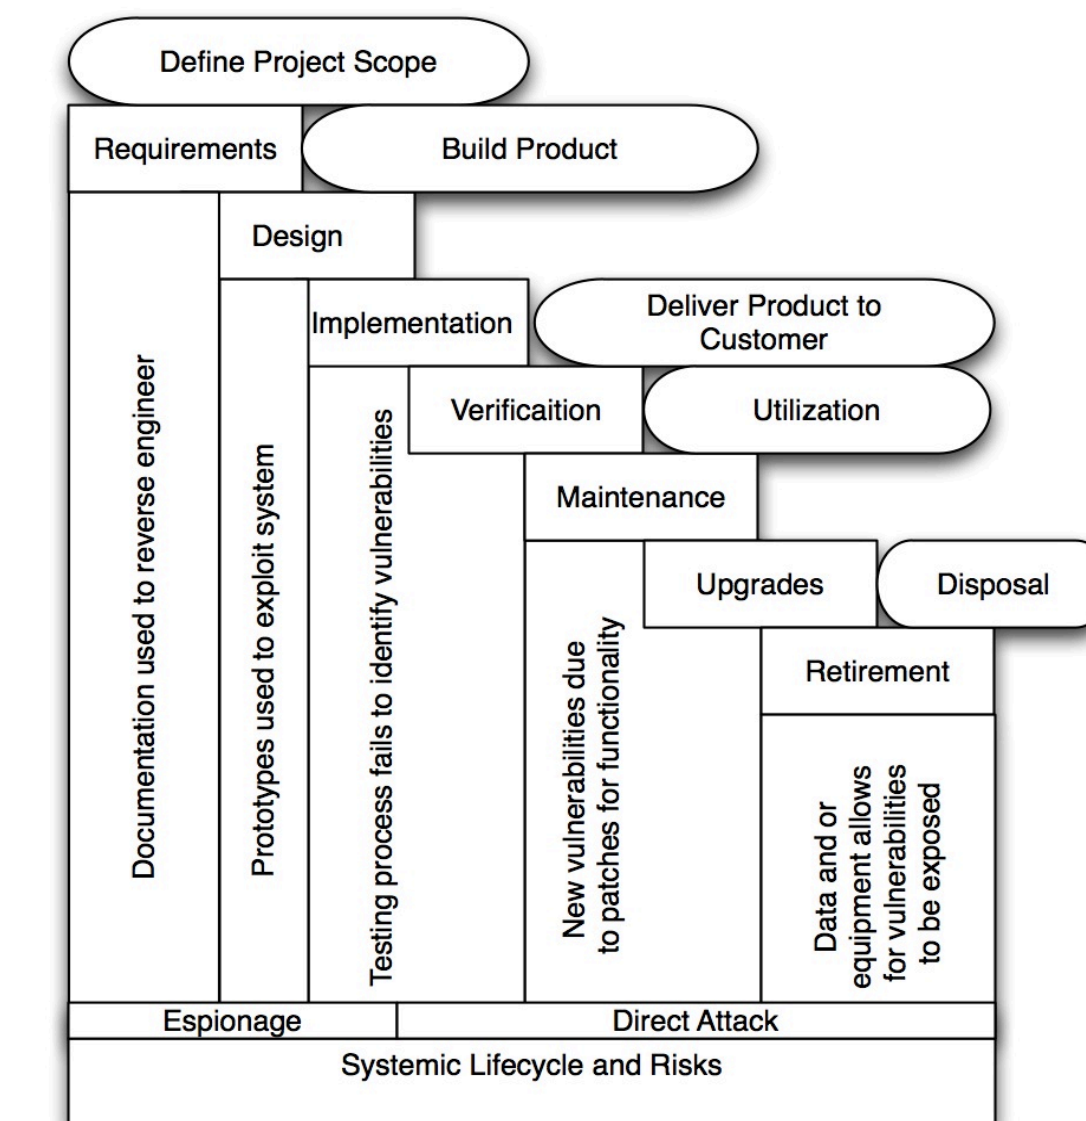 Define Project Scope
Requirements
Build Product
Design
Implementation
Deliver Product to
Customer
Verificaition
Utilization
Maintenance
Upgrades
Disposal
Retirement
Documentation used to reverse engineer
Prototypes used to exploit system
Testing process fails to identify vulnerabilities
New vulnerabilities due
to patches for functionality
Data and or
equipment allows
for vulnerabilities
to be exposed
Espionage
Direct Attack
Systemic Lifecycle and Risks